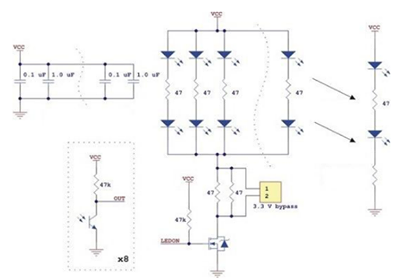 VCC
VCC
0.1 uF
1.0 uF
0.1 uF
1.0 uF
47
47
47
47
47
VCC
47k
OUT
x8
VCC
47
47
1
2
3.3 V bypass
47k
LEDON